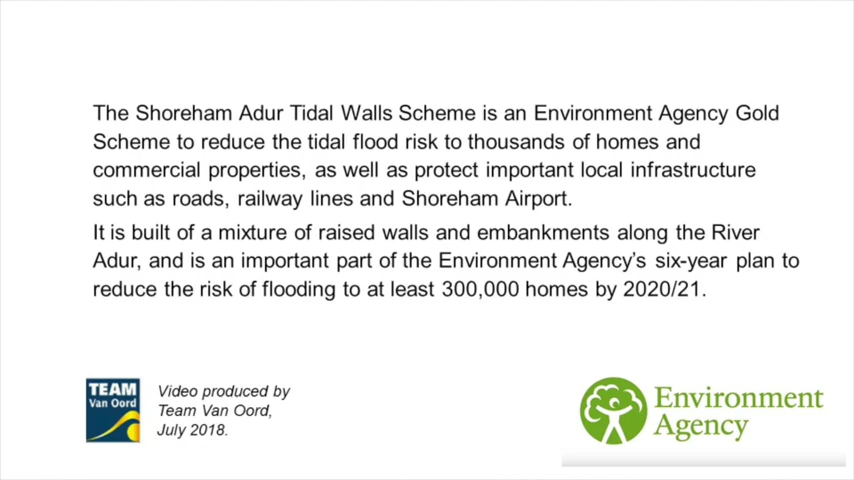 The Shoreham Adur Tidal Walls Scheme is an Environment Agency Gold
Scheme to reduce the tidal flood risk to thousands of homes and
commercial properties, as well as protect important local infrastructure
such as roads, railway lines and Shoreham Airport.
It is built of a mixture of raised walls and embankments along the River
Adur, and is an important part of the Environment Agency’s six-year plan to
reduce the risk of flooding to at least 300,000 homes by 2020/21.
TEAM
Van Oord
Video produced by
Team Van Oord,
July 2018.
Environment
Agency